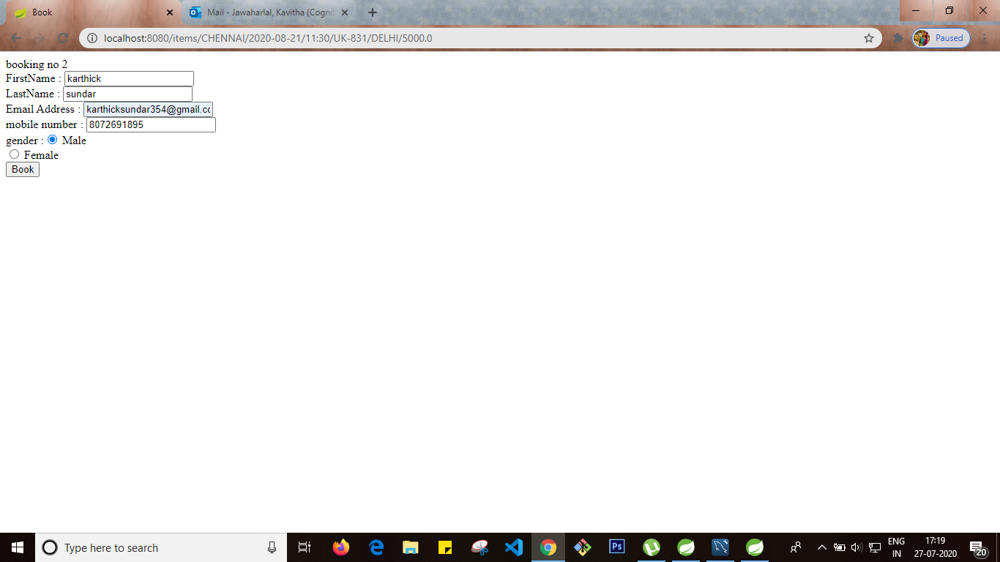 Book
Mail - Jawaharlal, Kavitha (Cogni
localhost:8080/items/CHENNAI/2020-08-21/11:30/UK-831/DELHI/5000.0
Paused
booking no 2
FirstName : karthick
LastName : sundar
Email Address : karthicksundar354@gmail.co
mobile number : 8072691895
gender : Male
Female
Book
Type here to search
Ps
ENG
IN
17:19
27-07-2020
20